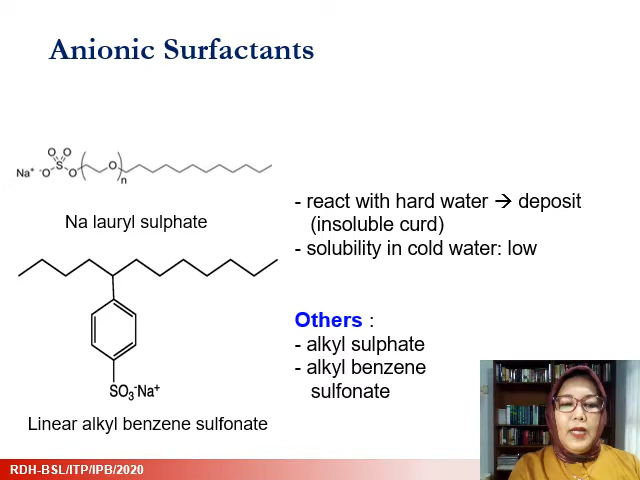 Anionic Surfactants
Na⁺ ⁻O
O O
S
O
O
n
Na lauryl sulphate
- react with hard water → deposit
(insoluble curd)
- solubility in cold water: low
Others :
- alkyl sulphate
- alkyl benzene
sulfonate
SO₃⁻Na⁺
Linear alkyl benzene sulfonate
RDH-BSL/ITP/IPB/2020